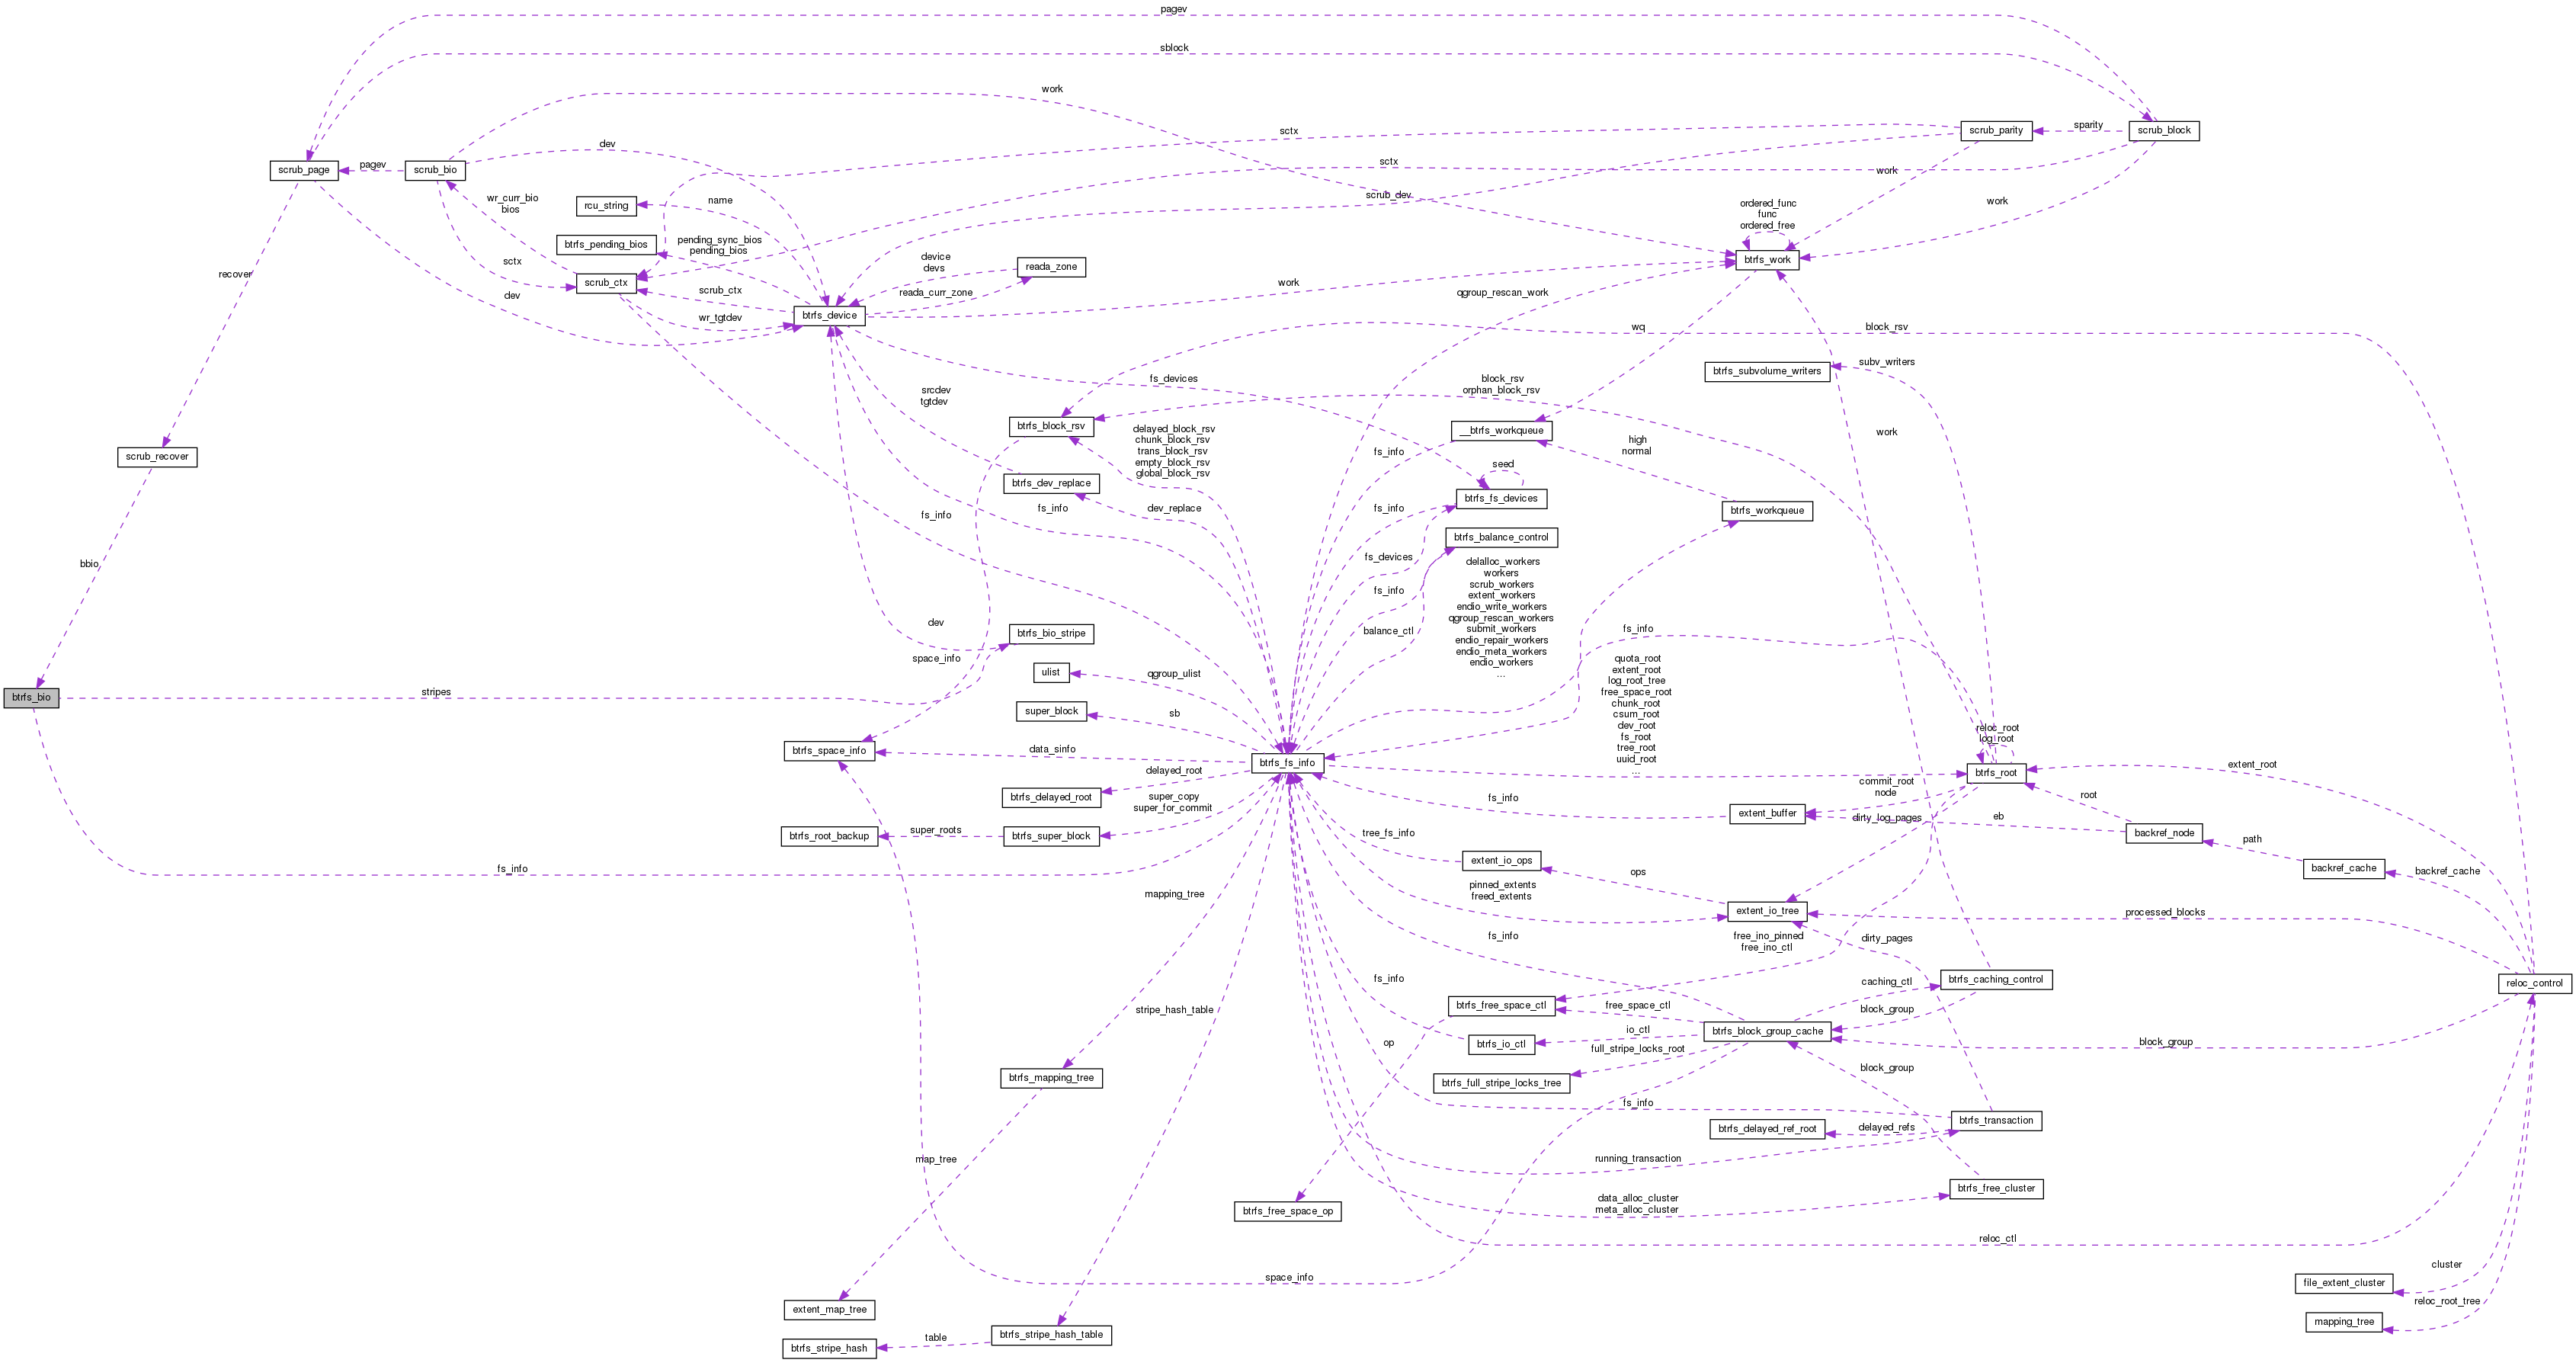 pagev
sblock
work
sctx
scrub_parity
sparity
scrub_block
dev
scrub_page
pagev
scrub_bio
sctx
work
wr_curr_bio
bios
rcu_string
name
scrub_dev
work
ordered_func
func
ordered_free
btrfs_pending_bios
pending_sync_bios
pending_bios
device
devs
reada_zone
btrfs_work
recover
sctx
scrub_ctx
scrub_ctx
reada_curr_zone
work
qgroup_rescan_work
dev
wr_tgtdev
btrfs_device
wq
block_rsv
subv_writers
btrfs_subvolume_writers
fs_devices
block_rsv
orphan_block_rsv
srcdev
tgtdev
btrfs_block_rsv
delayed_block_rsv
chunk_block_rsv
trans_block_rsv
empty_block_rsv
global_block_rsv
__btrfs_workqueue
high
normal
work
fs_info
scrub_recover
seed
btrfs_dev_replace
btrfs_fs_devices
fs_info
dev_replace
fs_info
fs_info
btrfs_workqueue
btrfs_balance_control
bbio
fs_devices
fs_info
delalloc_workers
workers
scrub_workers
extent_workers
endio_write_workers
qgroup_rescan_workers
submit_workers
endio_repair_workers
endio_meta_workers
endio_workers
...
dev
btrfs_bio_stripe
balance_ctl
fs_info
space_info
ulist
qgroup_ulist
quota_root
extent_root
log_root_tree
free_space_root
chunk_root
csum_root
dev_root
fs_root
tree_root
uuid_root
...
btrfs_bio
stripes
super_block
sb
reloc_root
log_root
btrfs_space_info
data_sinfo
btrfs_fs_info
btrfs_root
extent_root
btrfs_delayed_root
delayed_root
commit_root
node
root
super_copy
super_for_commit
fs_info
extent_buffer
dirty_log_pages
eb
backref_node
btrfs_root_backup
super_roots
btrfs_super_block
tree_fs_info
path
fs_info
extent_io_ops
ops
backref_cache
backref_cache
mapping_tree
pinned_extents
freed_extents
extent_io_tree
processed_blocks
fs_info
free_ino_pinned
free_ino_ctl
dirty_pages
fs_info
btrfs_caching_control
reloc_control
caching_ctl
stripe_hash_table
btrfs_free_space_ctl
free_space_ctl
block_group
btrfs_block_group_cache
io_ctl
btrfs_io_ctl
op
full_stripe_locks_root
block_group
btrfs_mapping_tree
btrfs_full_stripe_locks_tree
block_group
fs_info
btrfs_transaction
btrfs_delayed_ref_root
delayed_refs
map_tree
running_transaction
btrfs_free_cluster
data_alloc_cluster
meta_alloc_cluster
btrfs_free_space_op
reloc_ctl
cluster
space_info
file_extent_cluster
reloc_root_tree
extent_map_tree
mapping_tree
btrfs_stripe_hash_table
table
btrfs_stripe_hash